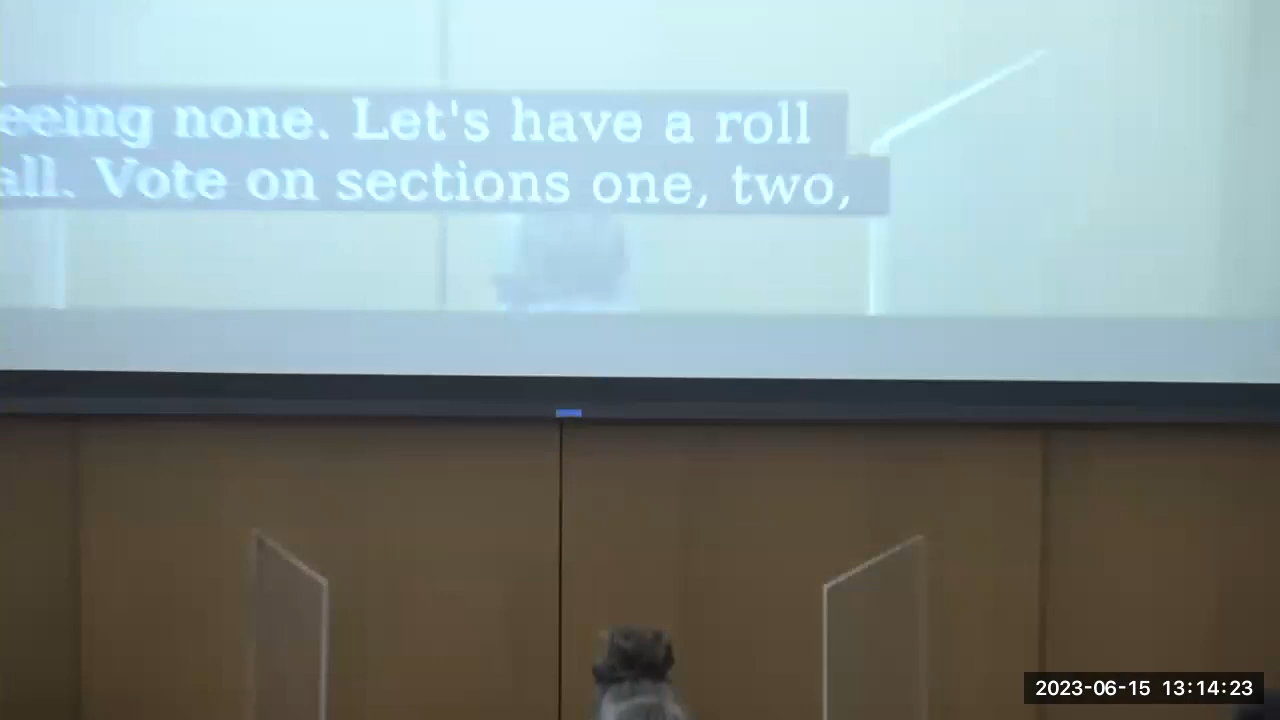 eeing none. Let's have a roll
all. Vote on sections one, two,
2023-06-15 13:14:23